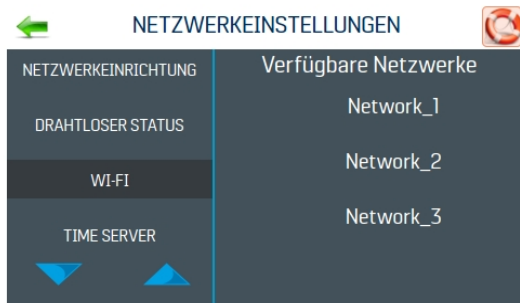 NETZWERKEINSTELLUNGEN
NETZWERKEINRICHTUNG
DRAHTLOSER STATUS
WI-FI
TIME SERVER
Verfügbare Netzwerke
Network_1
Network_2
Network_3